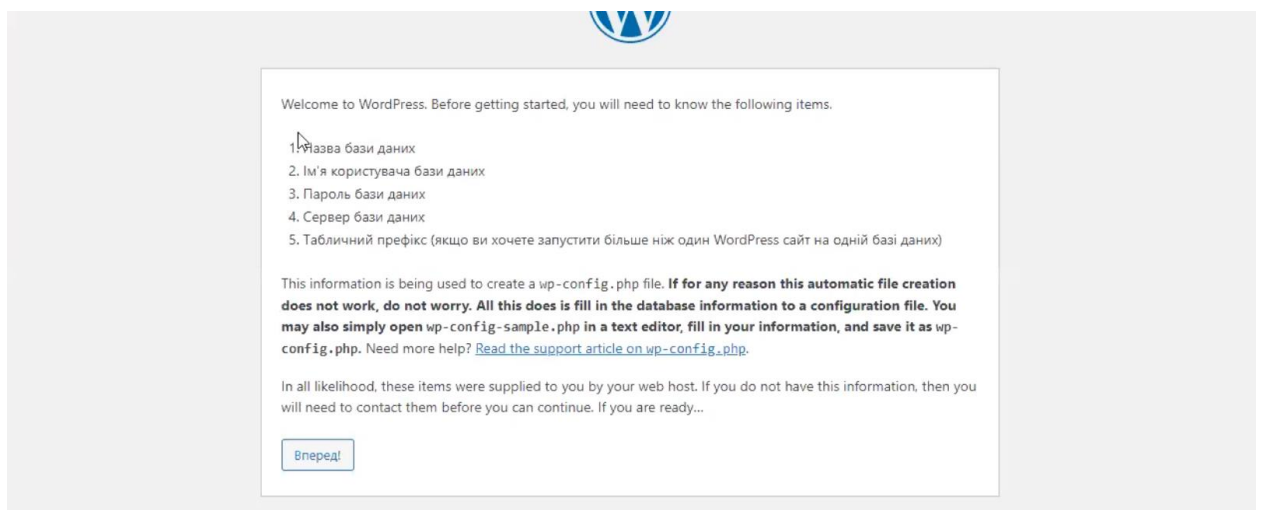 Welcome to WordPress. Before getting started, you will need to know the following items.
1. Назва бази даних
2. Ім'я користувача бази даних
3. Пароль бази даних
4. Сервер бази даних
5. Табличний префікс (якщо ви хочете запустити більше ніж один WordPress сайт на одній базі даних)
This information is being used to create a wp-config.php file. If for any reason this automatic file creation
does not work, do not worry. All this does is fill in the database information to a configuration file. You
may also simply open wp-config-sample.php in a text editor, fill in your information, and save it as wp-
config.php. Need more help? Read the support article on wp-config.php.
In all likelihood, these items were supplied to you by your web host. If you do not have this information, then you
will need to contact them before you can continue. If you are ready...
Вперед!